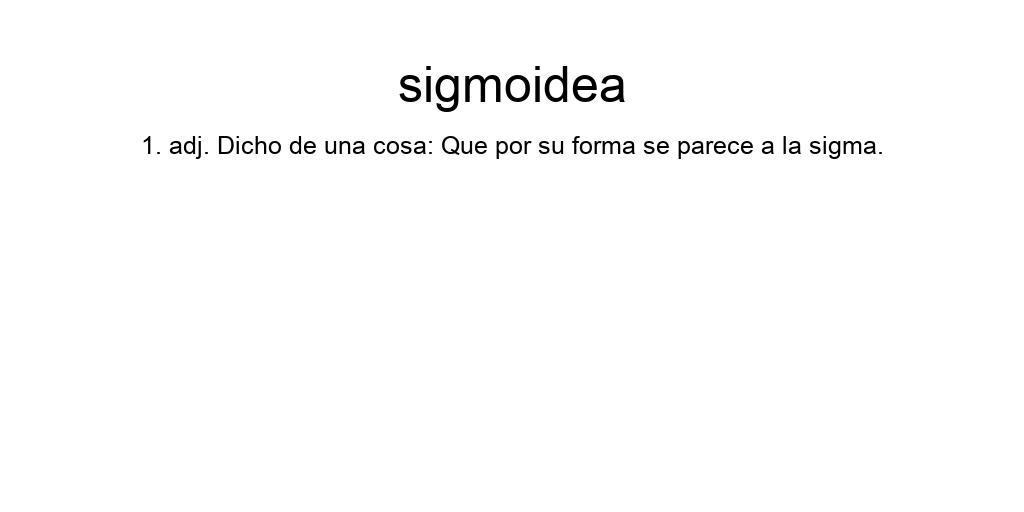 sigmoidea
1. adj. Dicho de una cosa: Que por su forma se parece a la sigma.